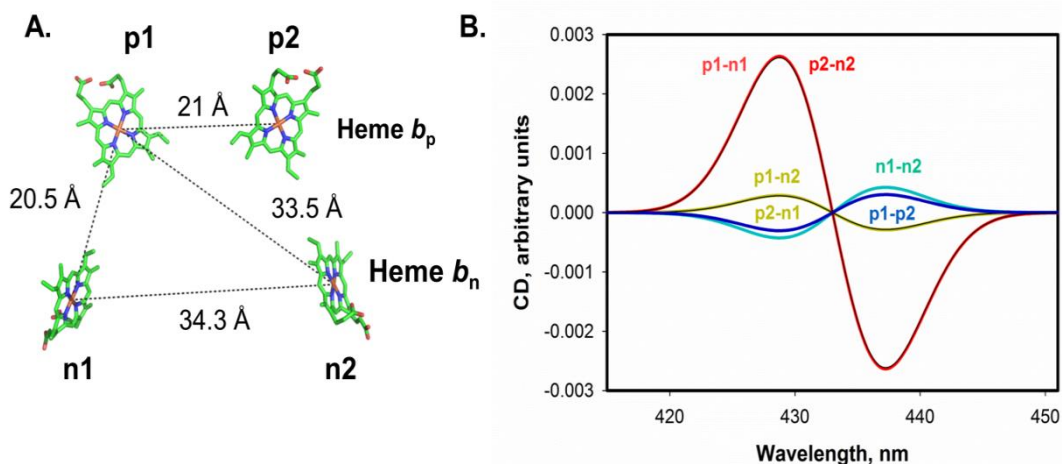 A.
p1
p2
21 Å
Heme bp
20.5 Å
33.5 Å
Heme bn
34.3 Å
n1
n2
B.
0.003
0.002
0.001
0.000
-0.001
-0.002
-0.003
CD, arbitrary units
p1-n1
p2-n2
p1-n2
n1-n2
p2-n1
p1-p2
420
430
440
450
Wavelength, nm